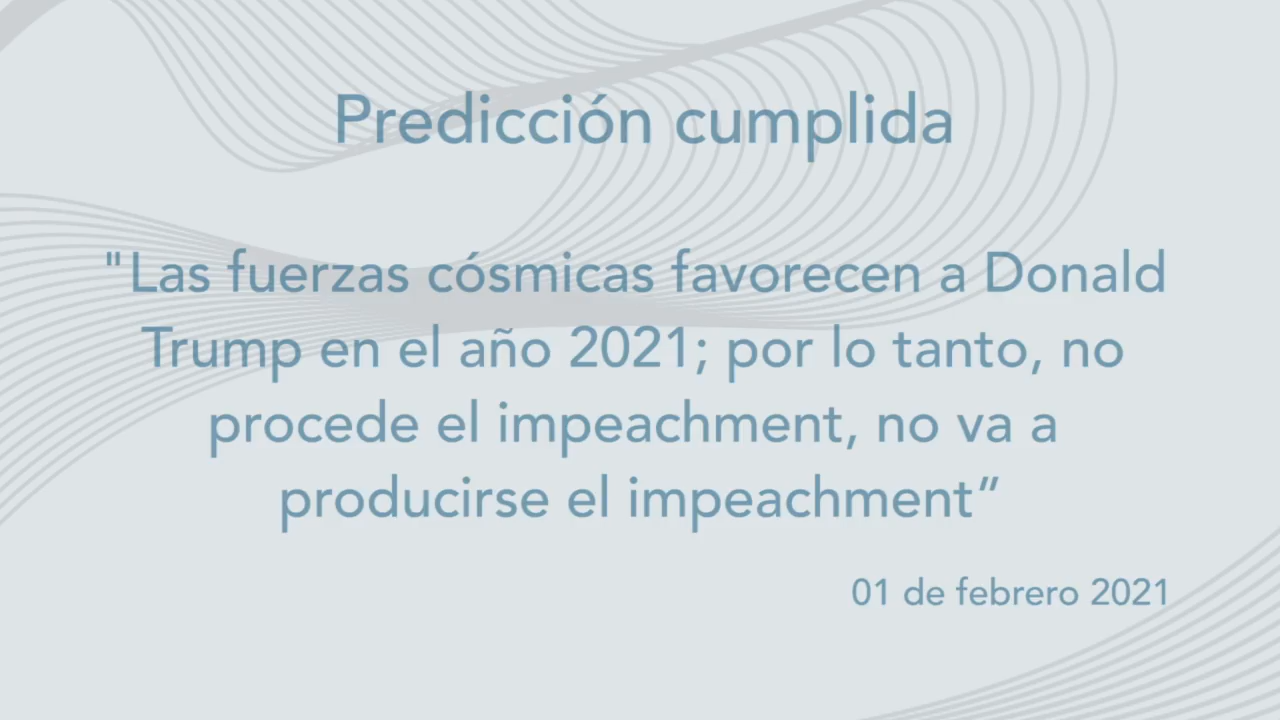 Predicción cumplida
"Las fuerzas cósmicas favorecen a Donald
Trump en el año 2021; por lo tanto, no
procede el impeachment, no va a
producirse el impeachment”
01 de febrero 2021